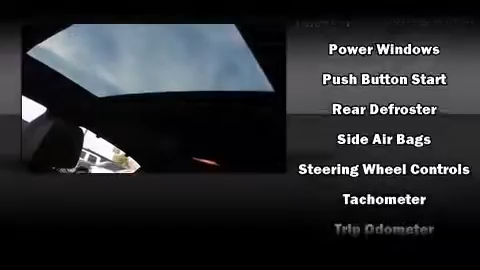 Power Windows
Push Button Start
Rear Defroster
Side Air Bags
Steering Wheel Controls
Tachometer
Trip Odometer